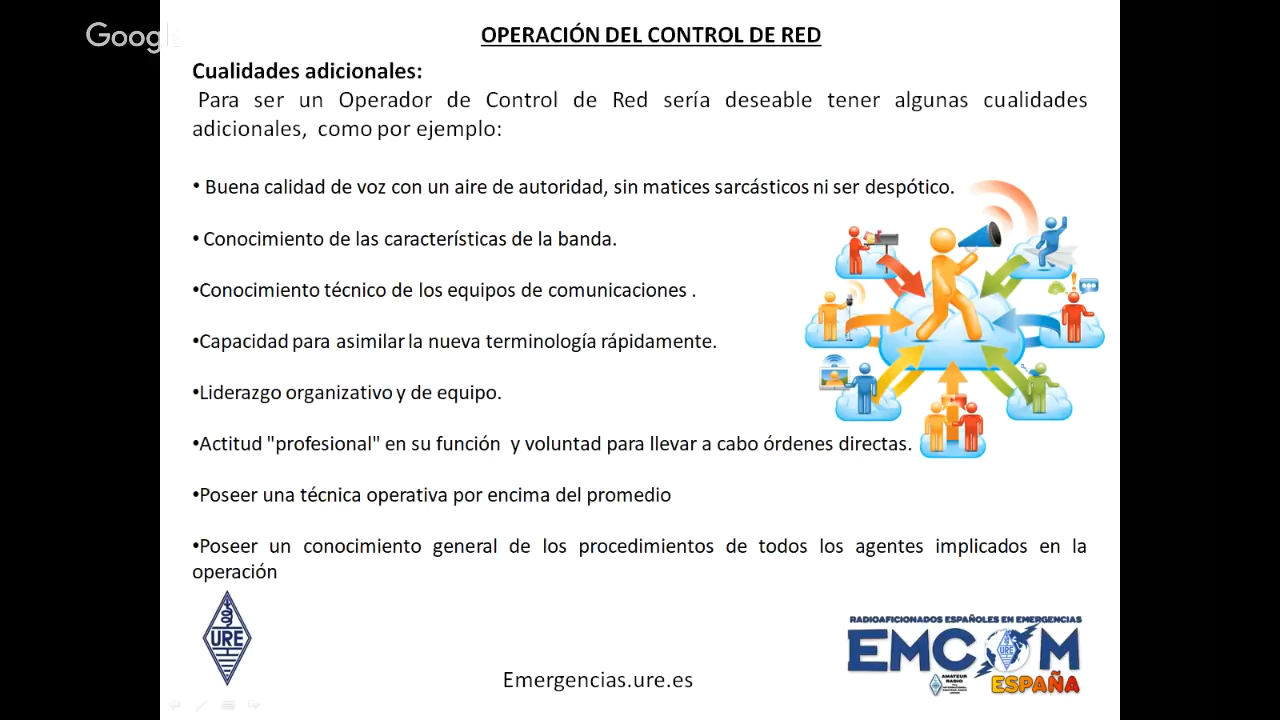 Google
OPERACIÓN DEL CONTROL DE RED
Cualidades adicionales:
Para ser un Operador de Control de Red sería deseable tener algunas cualidades
adicionales, como por ejemplo:
• Buena calidad de voz con un aire de autoridad, sin matices sarcásticos ni ser despótico.
• Conocimiento de las características de la banda.
•Conocimiento técnico de los equipos de comunicaciones .
•Capacidad para asimilar la nueva terminología rápidamente.
•Liderazgo organizativo y de equipo.
•Actitud "profesional" en su función y voluntad para llevar a cabo órdenes directas.
•Poseer una técnica operativa por encima del promedio
•Poseer un conocimiento general de los procedimientos de todos los agentes implicados en la
operación
URE
Emergencias.ure.es
RADIOAFICIONADOS ESPAÑOLES EN EMERGENCIAS
EMCOM
URE
AMATEUR
RADIO
ESPAÑA